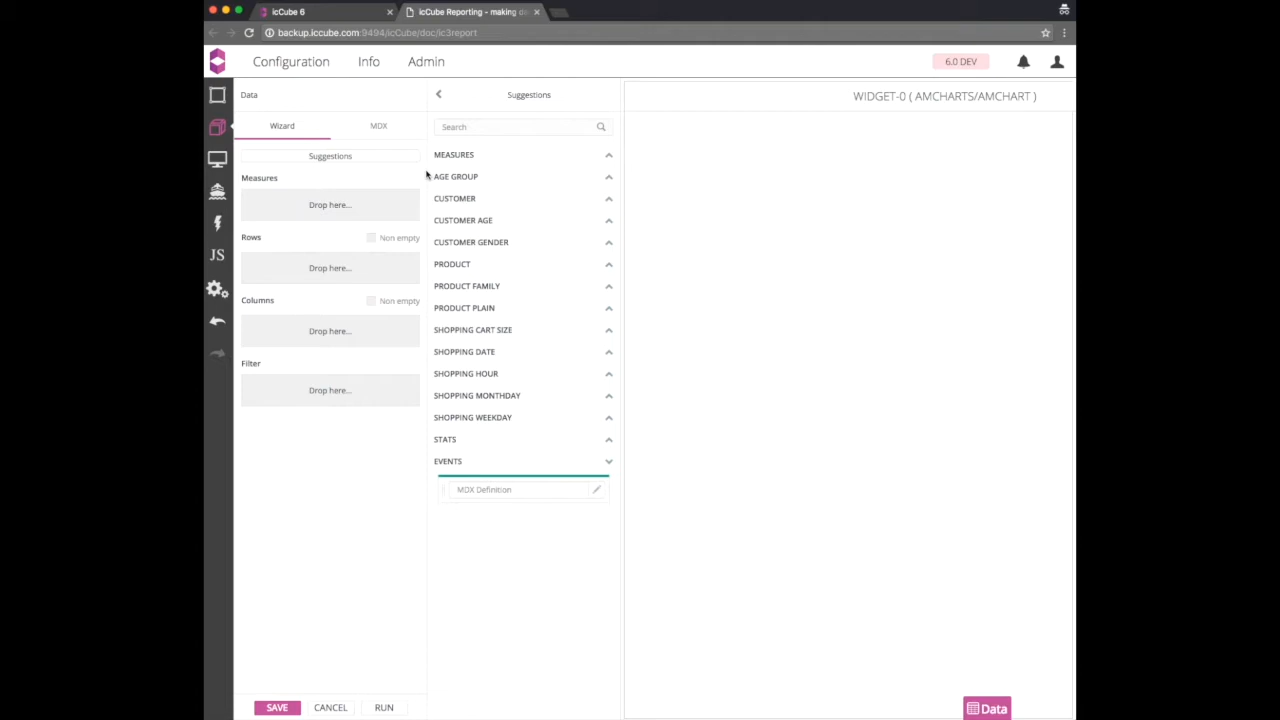 icCube 6
icCube Reporting - making de
backup.iccube.com:9494/icCube/doc/ic3report
Configuration
Info
Admin
6.0 DEV
Data
Suggestions
WIDGET-0 ( AMCHARTS/AMCHART )
Wizard
MDX
Search
Suggestions
MEASURES
Measures
AGE GROUP
Drop here...
CUSTOMER
CUSTOMER AGE
Rows
Non empty
CUSTOMER GENDER
JS
Drop here...
PRODUCT
PRODUCT FAMILY
Columns
Non empty
PRODUCT PLAIN
Drop here...
SHOPPING CART SIZE
SHOPPING DATE
Filter
SHOPPING HOUR
Drop here...
SHOPPING MONTHDAY
SHOPPING WEEKDAY
STATS
EVENTS
MDX Definition
SAVE
CANCEL
RUN
Data